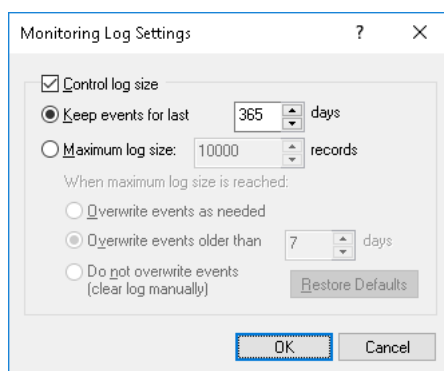 Monitoring Log Settings ?
Control log size
Keep events for last 365 days
Maximum log size: 10000 records
When maximum log size is reached:
Overwrite events as needed
Overwrite events older than 7 days
Do not overwrite events
(clear log manually)
Restore Defaults
OK Cancel